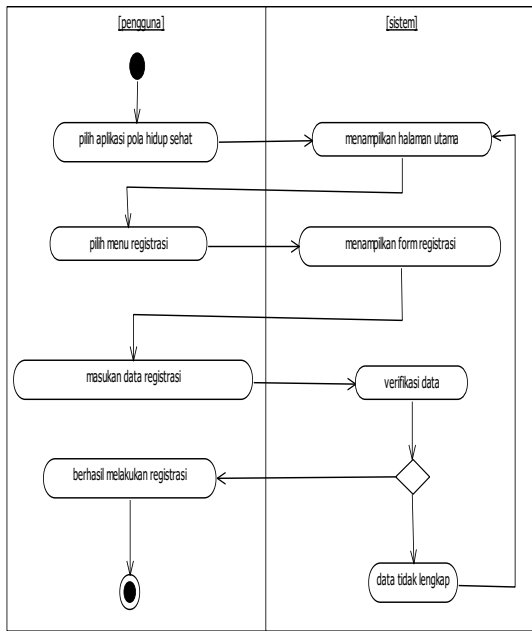 [pengguna]
[sistem]
pilih aplikasi pola hidup sehat
menampilkan halaman utama
pilih menu registrasi
menampilkan form registrasi
masukan data registrasi
verifikasi data
berhasil melakukan registrasi
data tidak lengkap